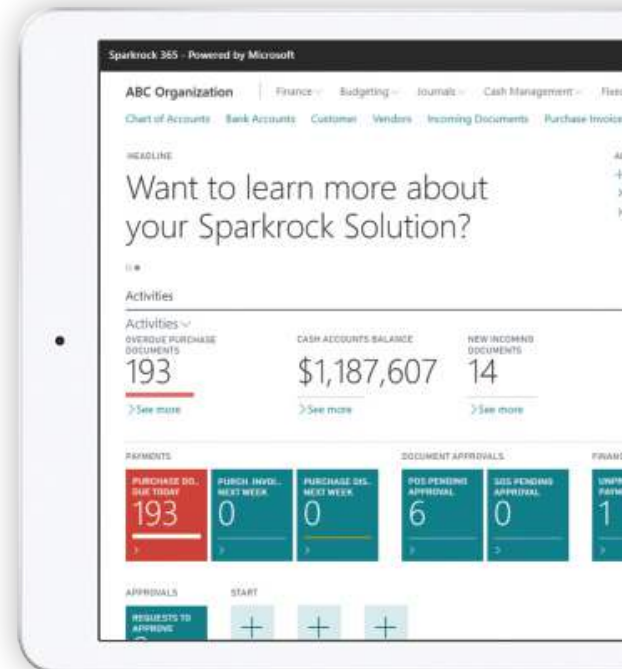 Sparkrock 365 - Powered by Microsoft
ABC Organization Finance Budgeting Journals Cash Management
Chart of Accounts Bank Accounts Customer Vendors Incoming Documents Purchase Invoice
HEADLINE
Want to learn more about
your Sparkrock Solution?
Activities
Activities
OVERDUE PURCHASE
DOCUMENTS
193
See more
CASH ACCOUNTS BALANCE
$1,187,607
See more
NEW INCOMING
DOCUMENTS
14
See more
PAYMENTS
PURCHASE DO..
DUE TODAY
193
PURCH. INVOI..
NEXT WEEK
0
PURCHASE DIS..
NEXT WEEK
0
DOCUMENT APPROVALS
POS PENDING
APPROVAL
6
SOS PENDING
APPROVAL
0
1
APPROVALS
REQUESTS TO
APPROVE
START